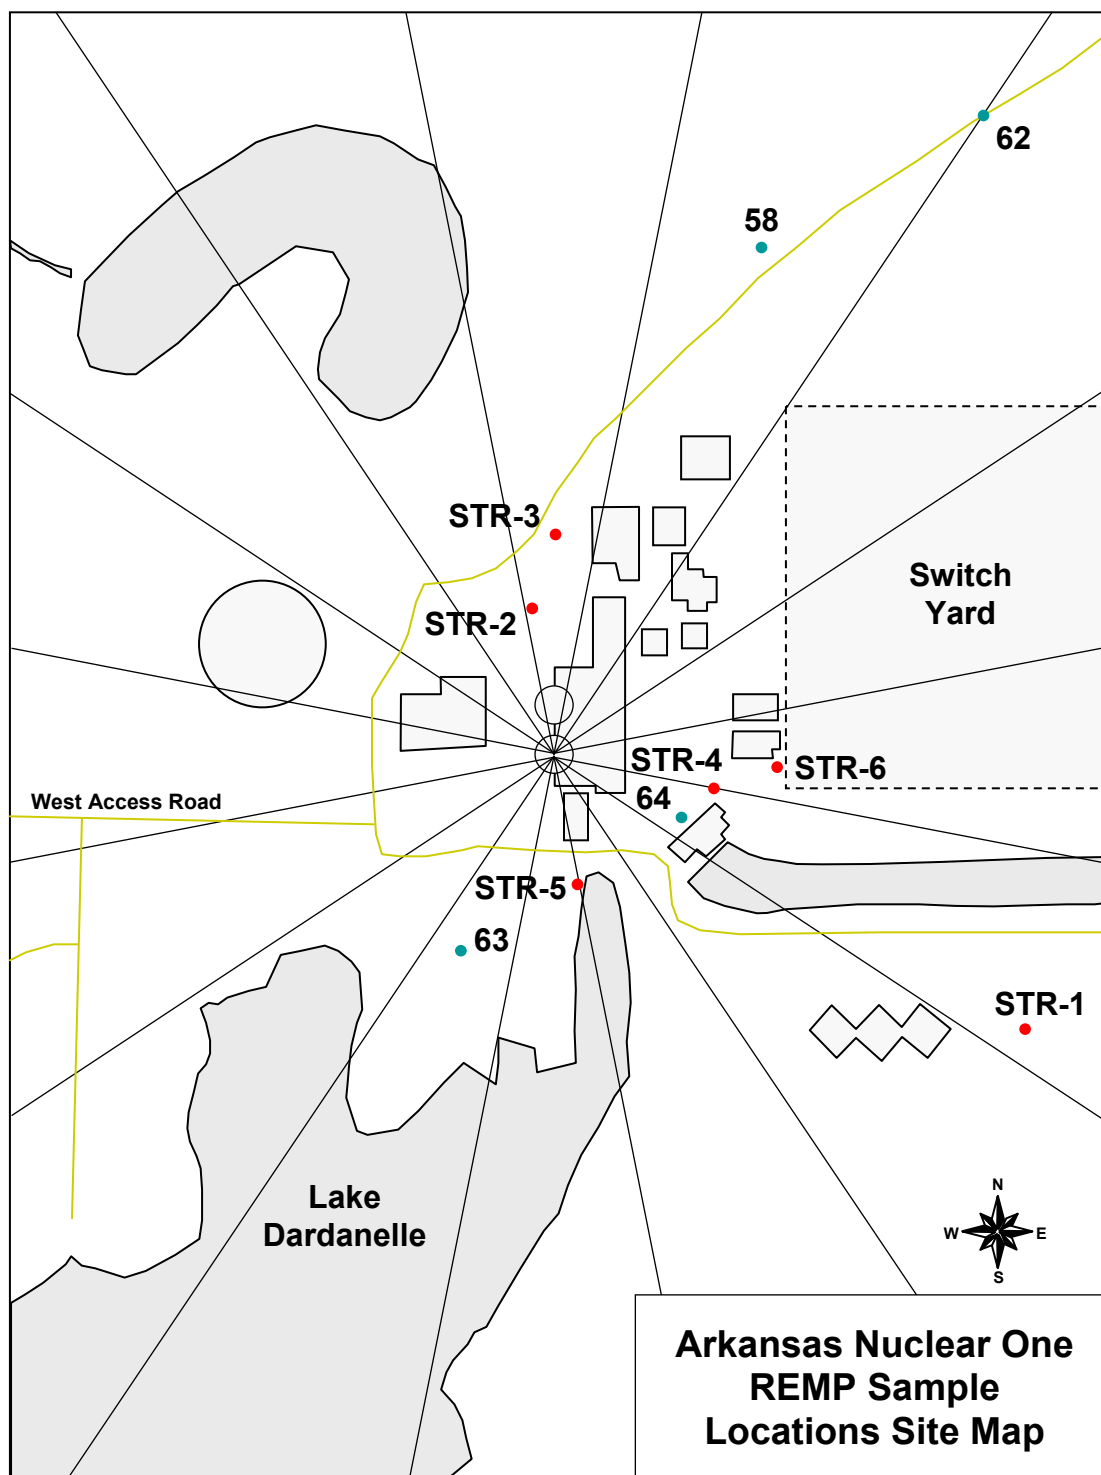 62
58
STR-3
Switch
Yard
STR-2
STR-4
STR-6
64
West Access Road
STR-5
63
STR-1
N
Lake
Dardanelle
W
E
S
Arkansas Nuclear One
REMP Sample
Locations Site Map